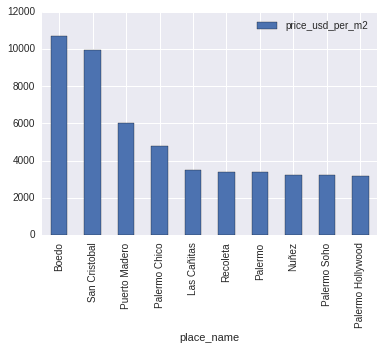 12000
10000
8000
6000
4000
2000
0
price_usd_per_m2
Boedo
San Cristobal
Puerto Madero
Palermo Chico
Las Cañitas
Recoleta
Palermo
Nuñez
Palermo Soho
Palermo Hollywood
place_name